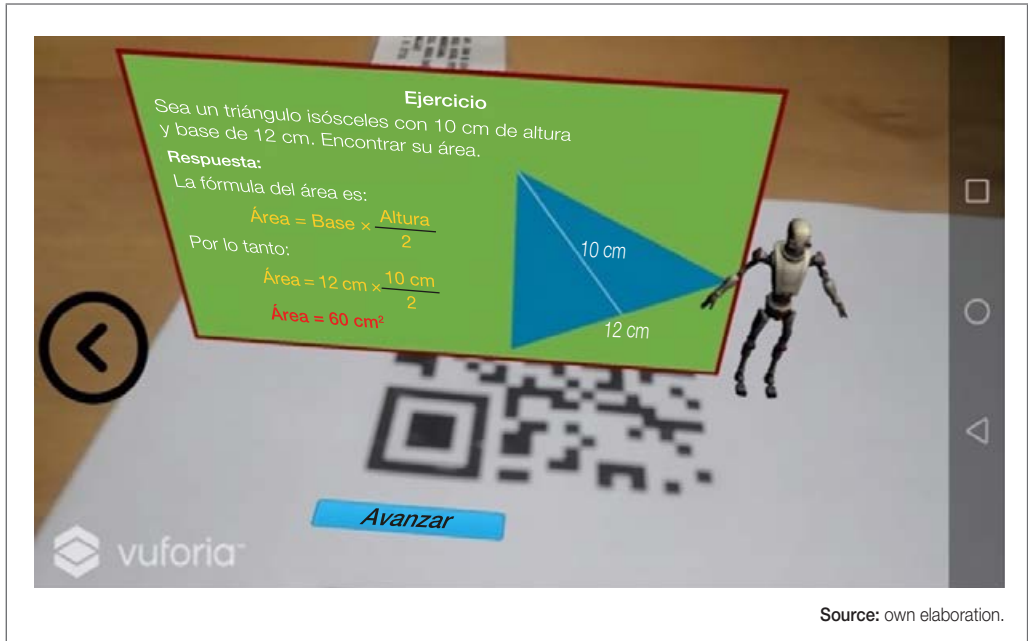 Ejercicio
Sea un triángulo isósceles con 10 cm de altura
y base de 12 cm. Encontrar su área.
Respuesta:
La fórmula del área es:
Área = Base × Altura
2
Por lo tanto:
Área = 12 cm × 10 cm
2
Área = 60 cm²
10 cm
12 cm
Avanzar
vuforia™
Source: own elaboration.